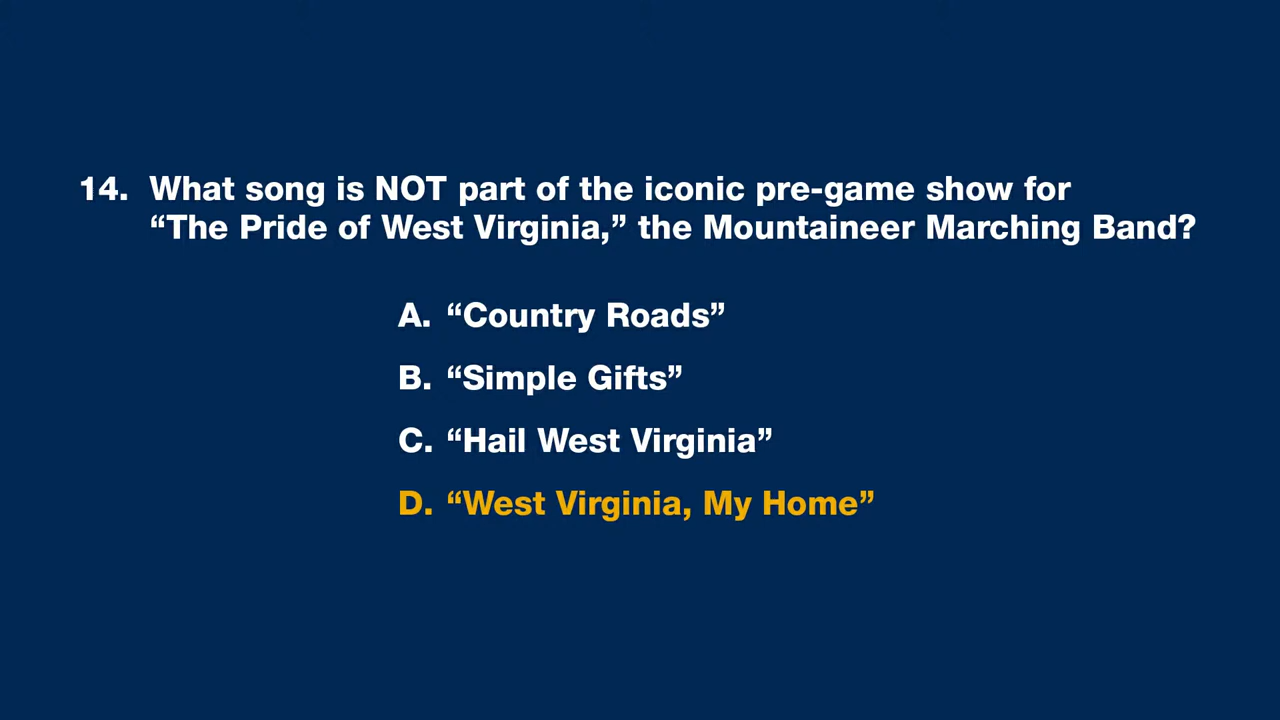 14. What song is NOT part of the iconic pre-game show for
“The Pride of West Virginia,” the Mountaineer Marching Band?
A. “Country Roads”
B. “Simple Gifts”
C. “Hail West Virginia”
D. “West Virginia, My Home”